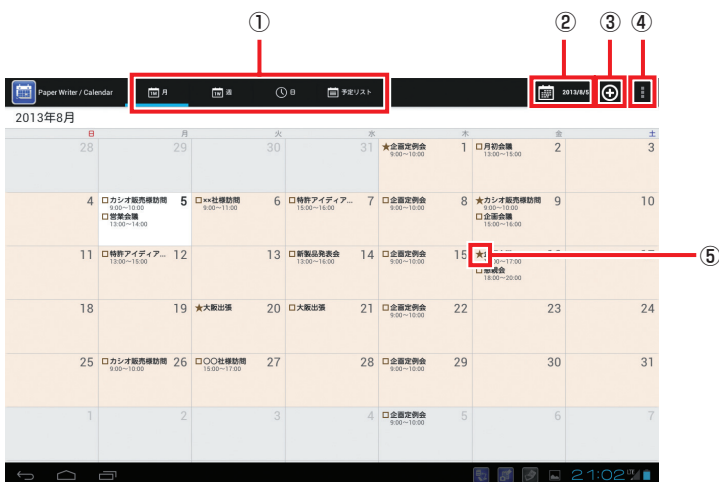 ① ② ③ ④
Paper Writer / Calendar 月 週 日 予定リスト 2013/8/5
2013年8月
日 月 火 水 木 金 土
28 29 30 31 ★企画定例会 1 □月初会議 2 3
9:00~10:00 13:00~15:00
4 □カシオ販売様訪問 5 □××社様訪問 6 □特許アイディア... 7 □企画定例会 8 ★カシオ販売様訪問 9 10
9:00~10:00 9:00~11:00 15:00~16:00 9:00~10:00 9:00~10:00
□営業会議 □企画会議
13:00~14:00 15:00~16:00
11 □特許アイディア... 12 13 □新製品発表会 14 □企画定例会 15 ★
13:00~15:00 13:00~16:00 9:00~10:00 ~17:00
□懇親会
18:00~20:00
⑤
18 19 ★大阪出張 20 □大阪出張 21 □企画定例会 22 23 24
9:00~10:00
25 □カシオ販売様訪問 26 □〇〇社様訪問 27 28 □企画定例会 29 30 31
9:00~10:00 15:00~17:00 9:00~10:00
1 2 3 4 □企画定例会 5 6 7
9:00~10:00
21:02